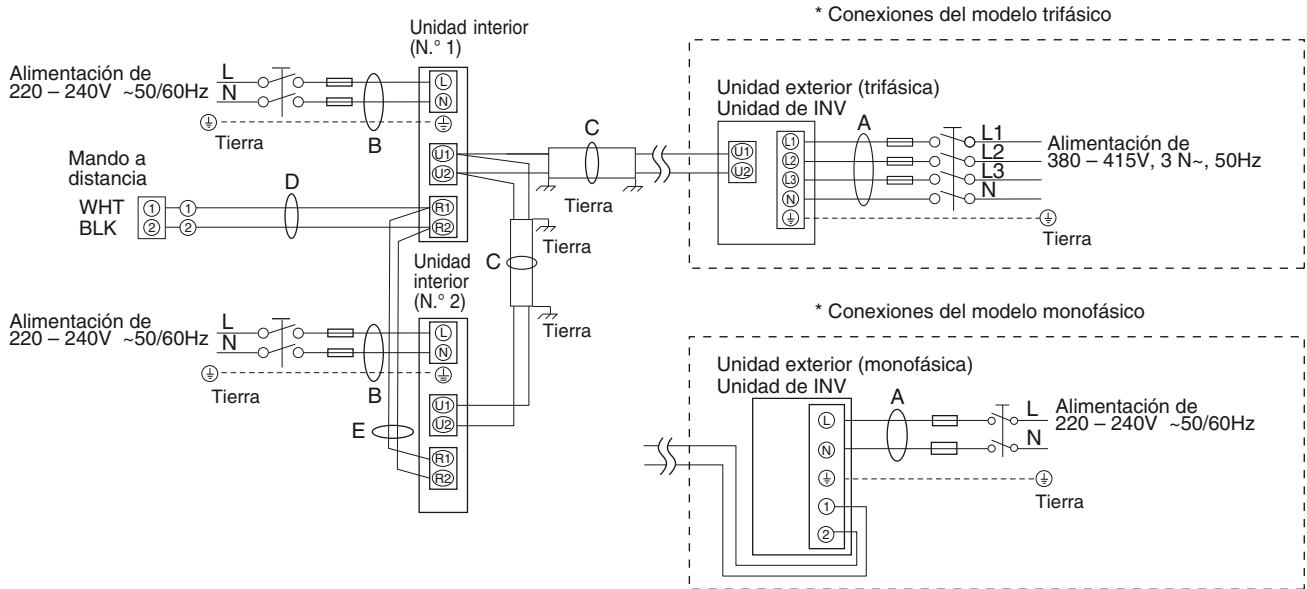 * Conexiones del modelo trifásico
Unidad interior
(N.° 1)
Alimentación de
220 – 240V ~50/60Hz
L
N
Tierra
B
L
N
U1
U2
R1
R2
Mando a
distancia
WHT
BLK
1
2
1
2
D
C
Tierra
Unidad exterior (trifásica)
Unidad de INV
U1
U2
L1
L2
L3
N
A
L1
L2
L3
N
Alimentación de
380 – 415V, 3 N~, 50Hz
Tierra
Tierra
C
Tierra
Unidad
interior
(N.° 2)
Alimentación de
220 – 240V ~50/60Hz
L
N
Tierra
B
L
N
U1
U2
E
R1
R2
* Conexiones del modelo monofásico
Unidad exterior (monofásica)
Unidad de INV
L
N
1
2
A
L
N
Alimentación de
220 – 240V ~50/60Hz
Tierra